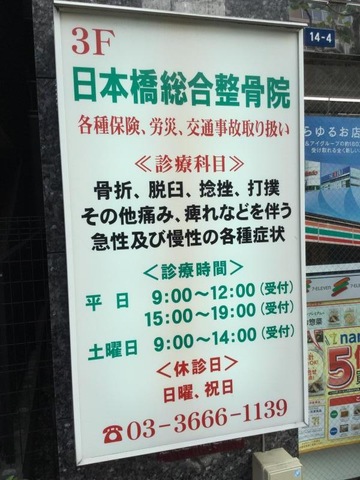 3F
日本橋総合整骨院
各種保険、労災、交通事故取り扱い
≪診療科目≫
骨折、脱臼、捻挫、打撲
その他痛み、痺れなどを伴う
急性及び慢性の各種症状
＜診療時間＞
平日 9:00～12:00(受付)
15:00～19:00(受付)
土曜日 9:00～14:00(受付)
＜休診日＞
日曜、祝日
☎03-3666-1139
14-4
らゆるお店